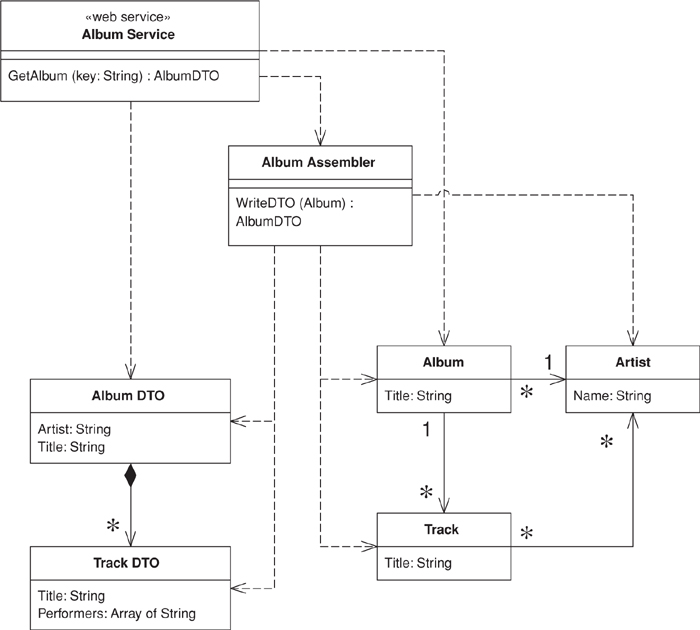 «web service»
Album Service
GetAlbum (key: String) : AlbumDTO
Album Assembler
WriteDTO (Album) :
AlbumDTO
Album
Title: String
1
*
Artist
Name: String
Album DTO
Artist: String
Title: String
1
*
*
*
Track
Title: String
*
*
Track DTO
Title: String
Performers: Array of String